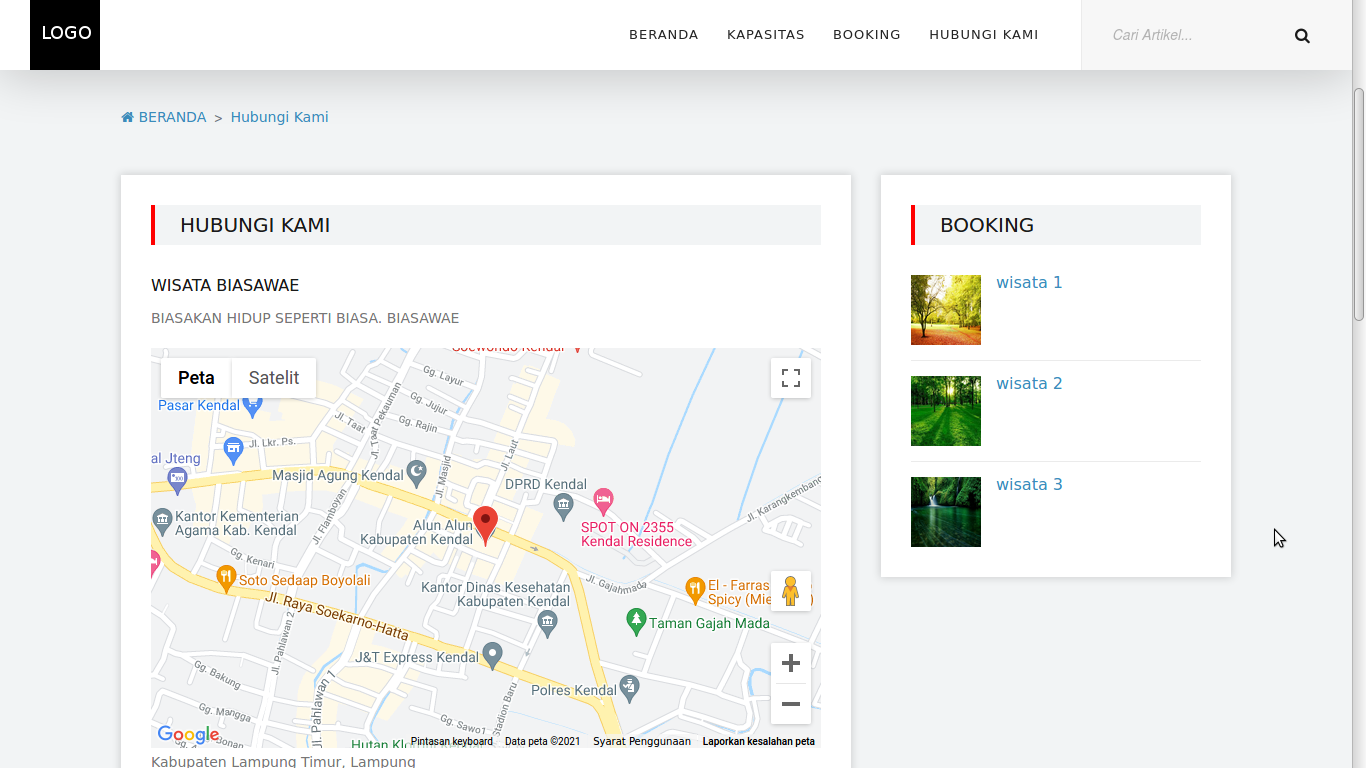 LOGO
BERANDA
KAPASITAS
BOOKING
HUBUNGI KAMI
Cari Artikel...
BERANDA > Hubungi Kami
HUBUNGI KAMI
WISATA BIASAWAE
BIASAKAN HIDUP SEPERTI BIASA. BIASAWAE
Peta
Satelit
Soewondo Kendal
Gg. Layur
Gg. Jujur
Gg. Rajin
Jl. Taat
Jl. Taat Pekauman
Pasar Kendal
Jl. Lkr. Ps.
al Jteng
Masjid Agung Kendal
Jl. Masjid
Jl. Laut
DPRD Kendal
SPOT ON 2355
Kendal Residence
Jl. Karangkembang
Kantor Kementerian
Agama Kab. Kendal
Jl. Flamboyan
Alun Alun
Kabupaten Kendal
Gg. Kenari
Soto Sedaap Boyolali
Kantor Dinas Kesehatan
Kabupaten Kendal
Jl. Gajahmada
El - Farras
Spicy (Mie
Jl. Raya Soekarno-Hatta
Taman Gajah Mada
Jl. Pahlawan 2
J&T Express Kendal
Polres Kendal
Gg. Bakung
Gg. Mangga
Jl. Pahlawan 1
Stadion Baru
Gg. Sawo1
Bonan
Google
Hutan Klo
Pintasan keyboard
Data peta ©2021
Syarat Penggunaan
Laporkan kesalahan peta
Kabupaten Lampung Timur, Lampung
BOOKING
wisata 1
wisata 2
wisata 3